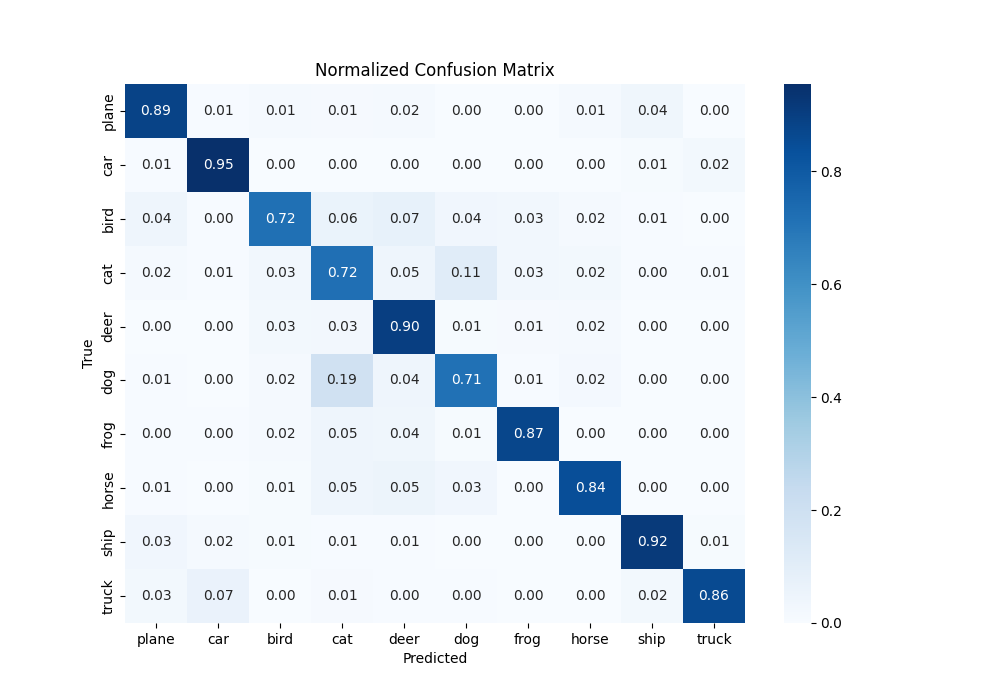 Normalized Confusion Matrix
plane 0.89 0.01 0.01 0.01 0.02 0.00 0.00 0.01 0.04 0.00
car 0.01 0.95 0.00 0.00 0.00 0.00 0.00 0.00 0.01 0.02
bird 0.04 0.00 0.72 0.06 0.07 0.04 0.03 0.02 0.01 0.00
cat 0.02 0.01 0.03 0.72 0.05 0.11 0.03 0.02 0.00 0.01
deer 0.00 0.00 0.03 0.03 0.90 0.01 0.01 0.02 0.00 0.00
dog 0.01 0.00 0.02 0.19 0.04 0.71 0.01 0.02 0.00 0.00
frog 0.00 0.00 0.02 0.05 0.04 0.01 0.87 0.00 0.00 0.00
horse 0.01 0.00 0.01 0.05 0.05 0.03 0.00 0.84 0.00 0.00
ship 0.03 0.02 0.01 0.01 0.01 0.00 0.00 0.00 0.92 0.01
truck 0.03 0.07 0.00 0.01 0.00 0.00 0.00 0.00 0.02 0.86
True
plane car bird cat deer dog frog horse ship truck
Predicted
0.8
0.6
0.4
0.2
0.0